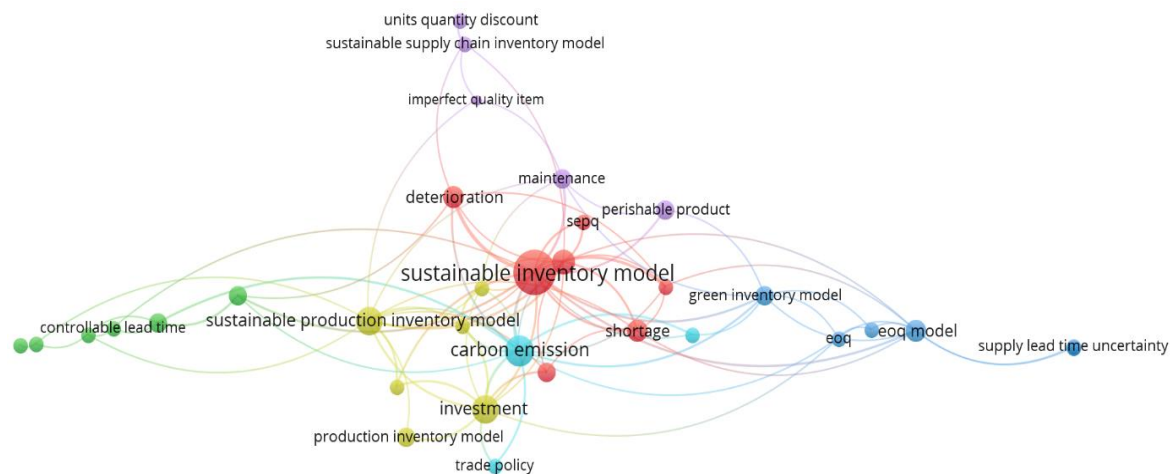 units quantity discount
sustainable supply chain inventory model
imperfect quality item
maintenance
deterioration
perishable product
sepq
sustainable inventory model
green inventory model
sustainable production inventory model
controllable lead time
shortage
eoq model
eoq
supply lead time uncertainty
carbon emission
investment
production inventory model
trade policy